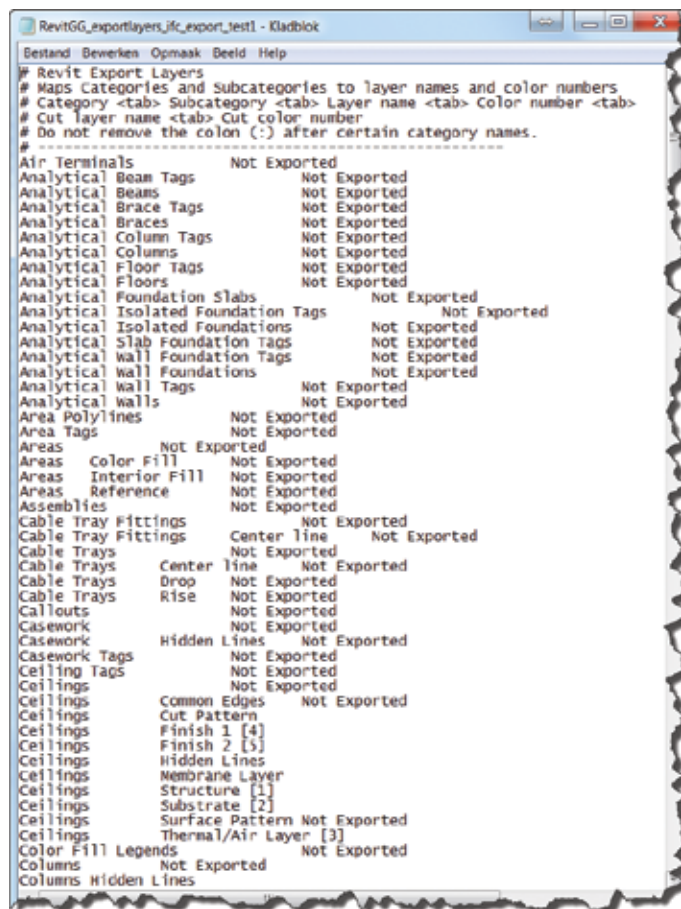 RevitGG_exportlayers_ifc_export_test1 - Kladblok
Bestand Bewerken Opmaak Beeld Help
# Revit Export Layers
# Maps Categories and Subcategories to layer names and color numbers
# Category <tab> Subcategory <tab> Layer name <tab> Color number <tab>
# Cut layer name <tab> Cut color number
# Do not remove the colon (:) after certain category names.
# -----------------------------------------------------
Air Terminals Not Exported
Analytical Beam Tags Not Exported
Analytical Beams Not Exported
Analytical Brace Tags Not Exported
Analytical Braces Not Exported
Analytical Column Tags Not Exported
Analytical Columns Not Exported
Analytical Floor Tags Not Exported
Analytical Floors Not Exported
Analytical Foundation Slabs Not Exported
Analytical Isolated Foundation Tags Not Exported
Analytical Isolated Foundations Not Exported
Analytical Slab Foundation Tags Not Exported
Analytical Wall Foundation Tags Not Exported
Analytical Wall Foundations Not Exported
Analytical Wall Tags Not Exported
Analytical Walls Not Exported
Area Polylines Not Exported
Area Tags Not Exported
Areas Not Exported
Areas Color Fill Not Exported
Areas Interior Fill Not Exported
Areas Reference Not Exported
Assemblies Not Exported
Cable Tray Fittings Not Exported
Cable Tray Fittings Center line Not Exported
Cable Trays Not Exported
Cable Trays Center line Not Exported
Cable Trays Drop Not Exported
Cable Trays Rise Not Exported
Callouts Not Exported
Casework Not Exported
Casework Hidden Lines Not Exported
Casework Tags Not Exported
Ceiling Tags Not Exported
Ceilings Not Exported
Ceilings Common Edges Not Exported
Ceilings Cut Pattern
Ceilings Finish 1 [4]
Ceilings Finish 2 [5]
Ceilings Hidden Lines
Ceilings Membrane Layer
Ceilings Structure [1]
Ceilings Substrate [2]
Ceilings Surface Pattern Not Exported
Ceilings Thermal/Air Layer [3]
Color Fill Legends Not Exported
Columns Not Exported
Columns Hidden Lines